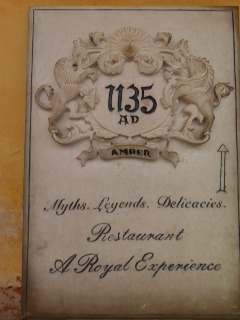 1135
AD
AMBER
Myths. Legends. Delicacies.
Restaurant
A Royal Experience